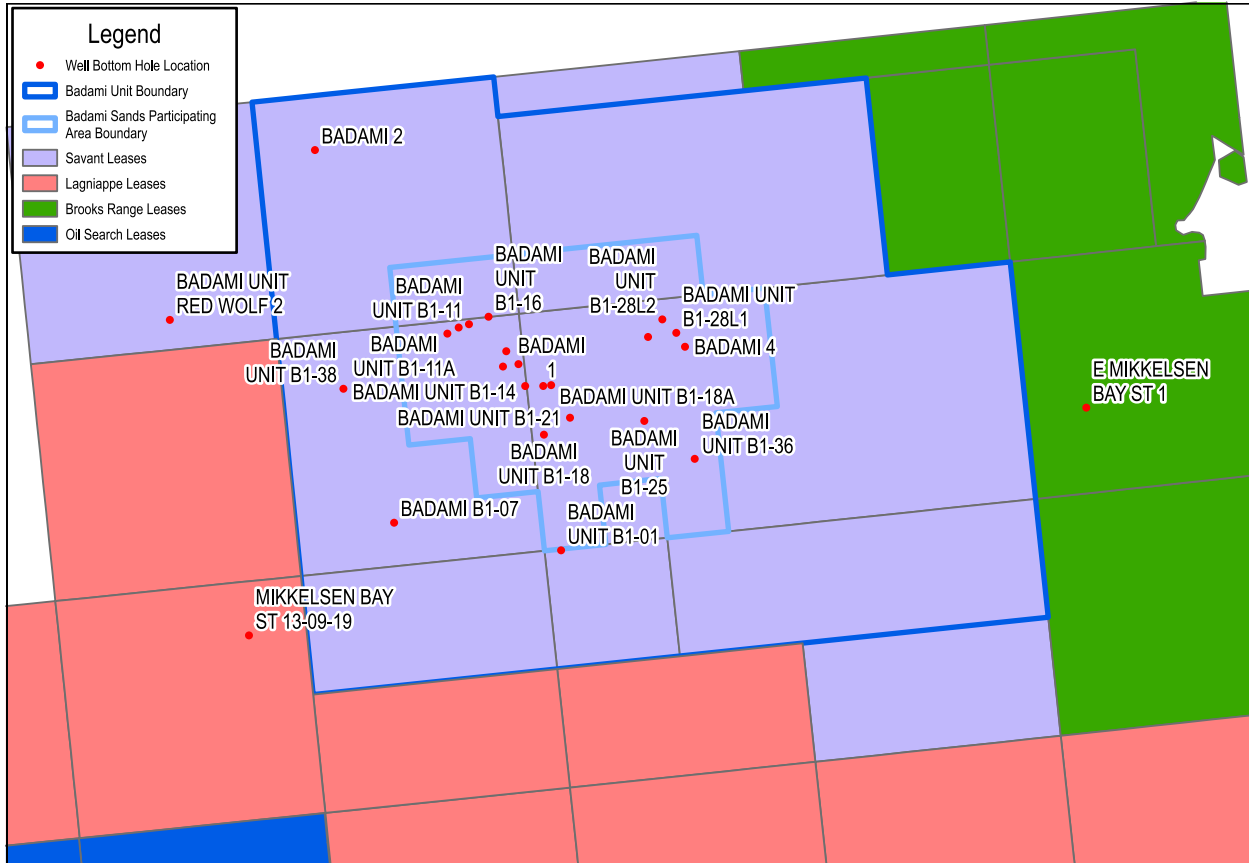 Legend
Well Bottom Hole Location
Badami Unit Boundary
Badami Sands Participating
Area Boundary
Savant Leases
Lagniappe Leases
Brooks Range Leases
Oil Search Leases
BADAMI 2
BADAMI UNIT
RED WOLF 2
BADAMI
UNIT B1-11
BADAMI
UNIT
B1-16
BADAMI
UNIT
B1-28L2
BADAMI UNIT
B1-28L1
BADAMI 4
BADAMI
UNIT B1-38
BADAMI
UNIT B1-11A
BADAMI
1
BADAMI UNIT B1-14
BADAMI UNIT B1-18A
BADAMI UNIT B1-21
BADAMI
UNIT B1-18
BADAMI
UNIT
B1-25
BADAMI
UNIT B1-36
E MIKKELSEN
BAY ST 1
BADAMI B1-07
BADAMI
UNIT B1-01
MIKKELSEN BAY
ST 13-09-19